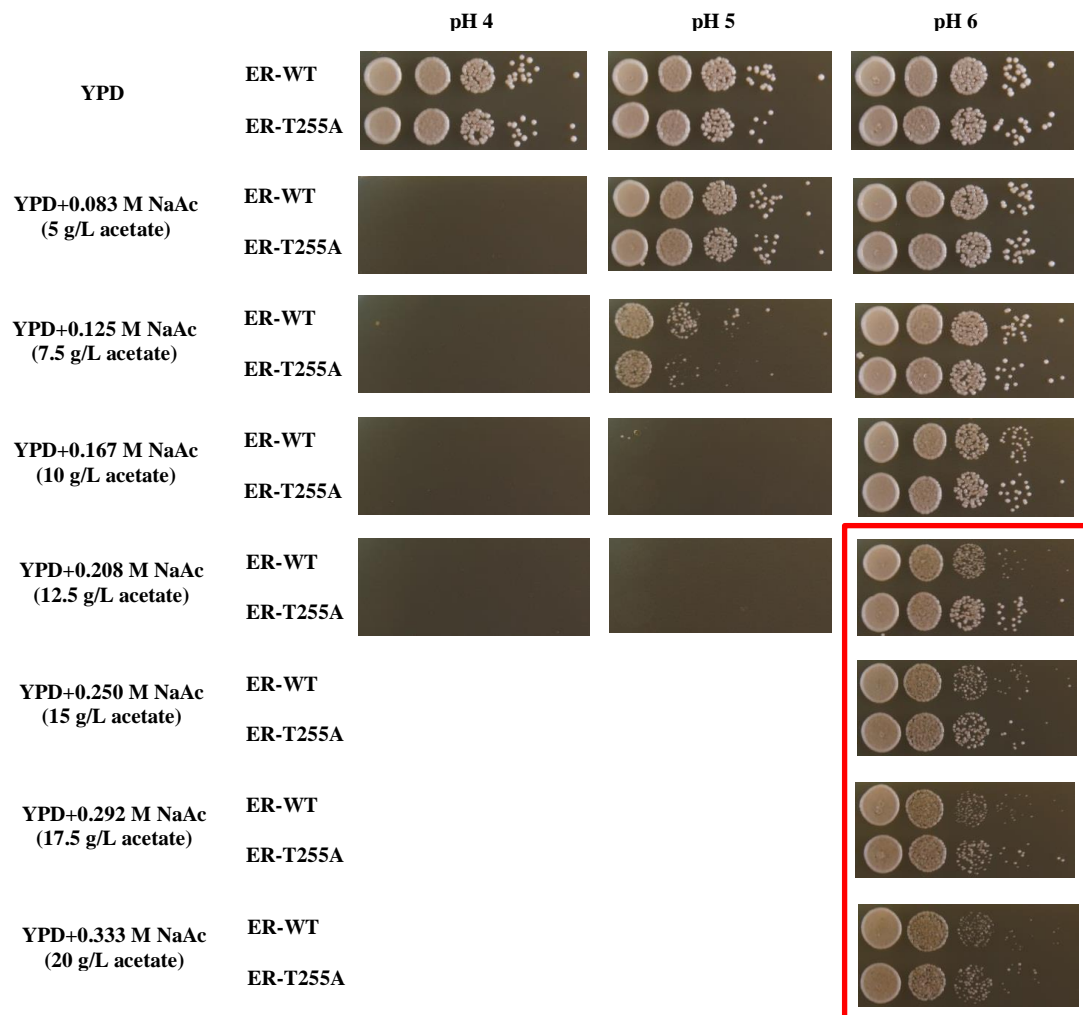 pH 4 pH 5 pH 6
YPD
ER-WT
ER-T255A
YPD+0.083 M NaAc
(5 g/L acetate)
ER-WT
ER-T255A
YPD+0.125 M NaAc
(7.5 g/L acetate)
ER-WT
ER-T255A
YPD+0.167 M NaAc
(10 g/L acetate)
ER-WT
ER-T255A
YPD+0.208 M NaAc
(12.5 g/L acetate)
ER-WT
ER-T255A
YPD+0.250 M NaAc
(15 g/L acetate)
ER-WT
ER-T255A
YPD+0.292 M NaAc
(17.5 g/L acetate)
ER-WT
ER-T255A
YPD+0.333 M NaAc
(20 g/L acetate)
ER-WT
ER-T255A